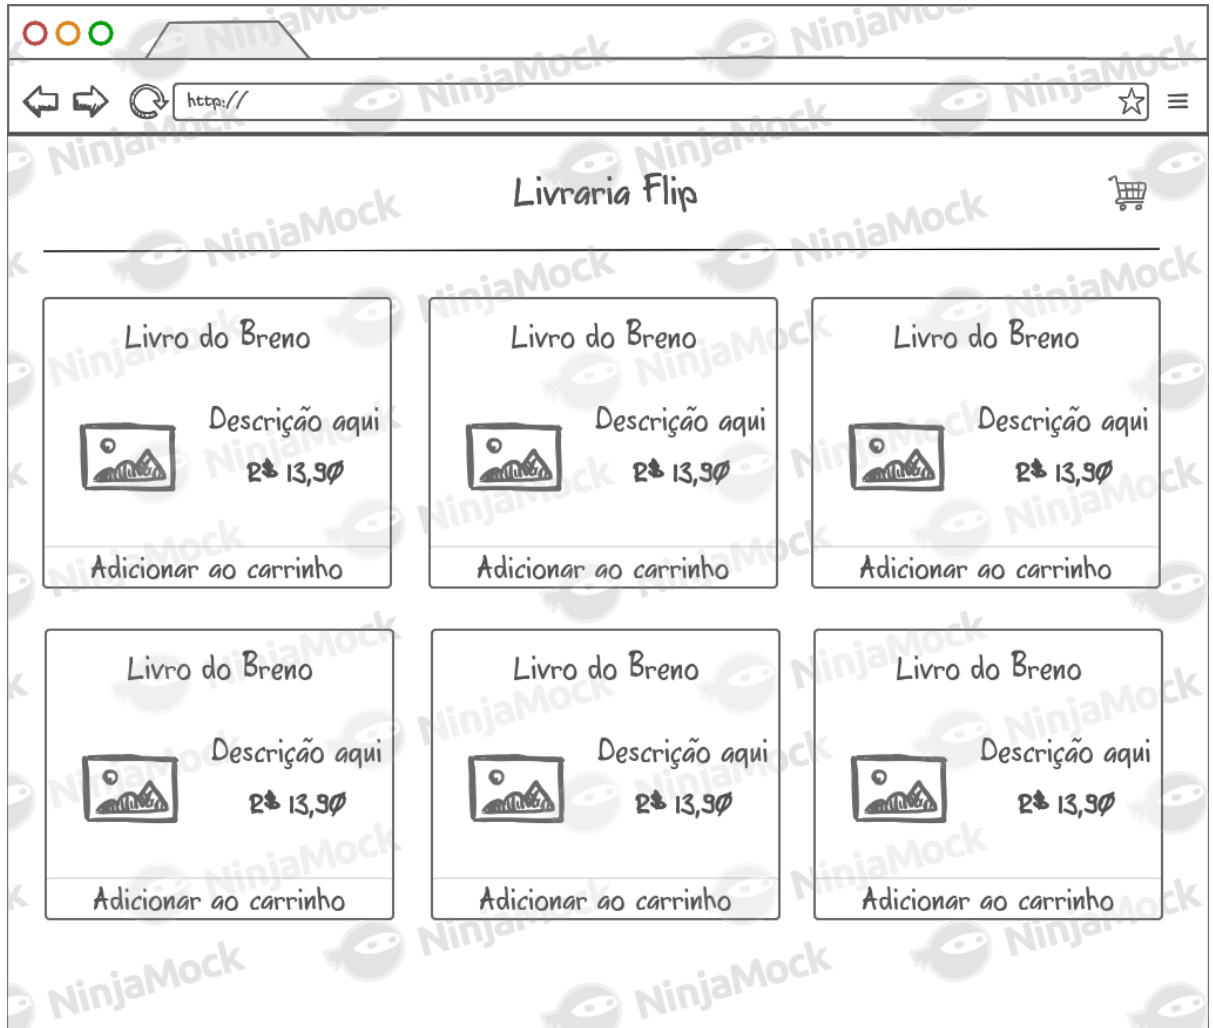 http://
Livraria Flip
Livro do Breno
Livro do Breno
Livro do Breno
Descrição aqui
R$ 13,90
Descrição aqui
R$ 13,90
Descrição aqui
R$ 13,90
Adicionar ao carrinho
Adicionar ao carrinho
Adicionar ao carrinho
Livro do Breno
Livro do Breno
Livro do Breno
Descrição aqui
R$ 13,90
Descrição aqui
R$ 13,90
Descrição aqui
R$ 13,90
Adicionar ao carrinho
Adicionar ao carrinho
Adicionar ao carrinho
NinjaMock